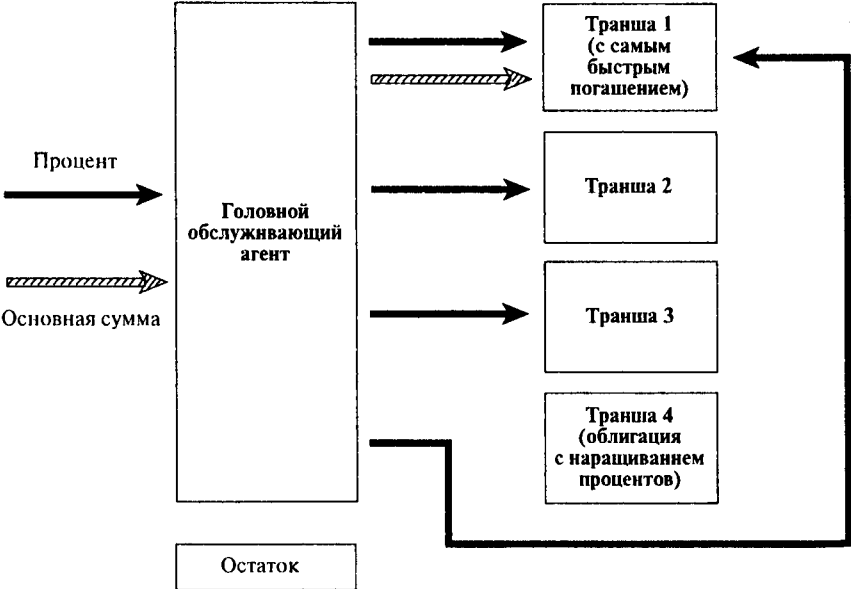 Процент
Основная сумма
Головной
обслуживающий
агент
Остаток
Транша 1
(с самым
быстрым
погашением)
Транша 2
Транша 3
Транша 4
(облигация
с наращиваннем
процентов)